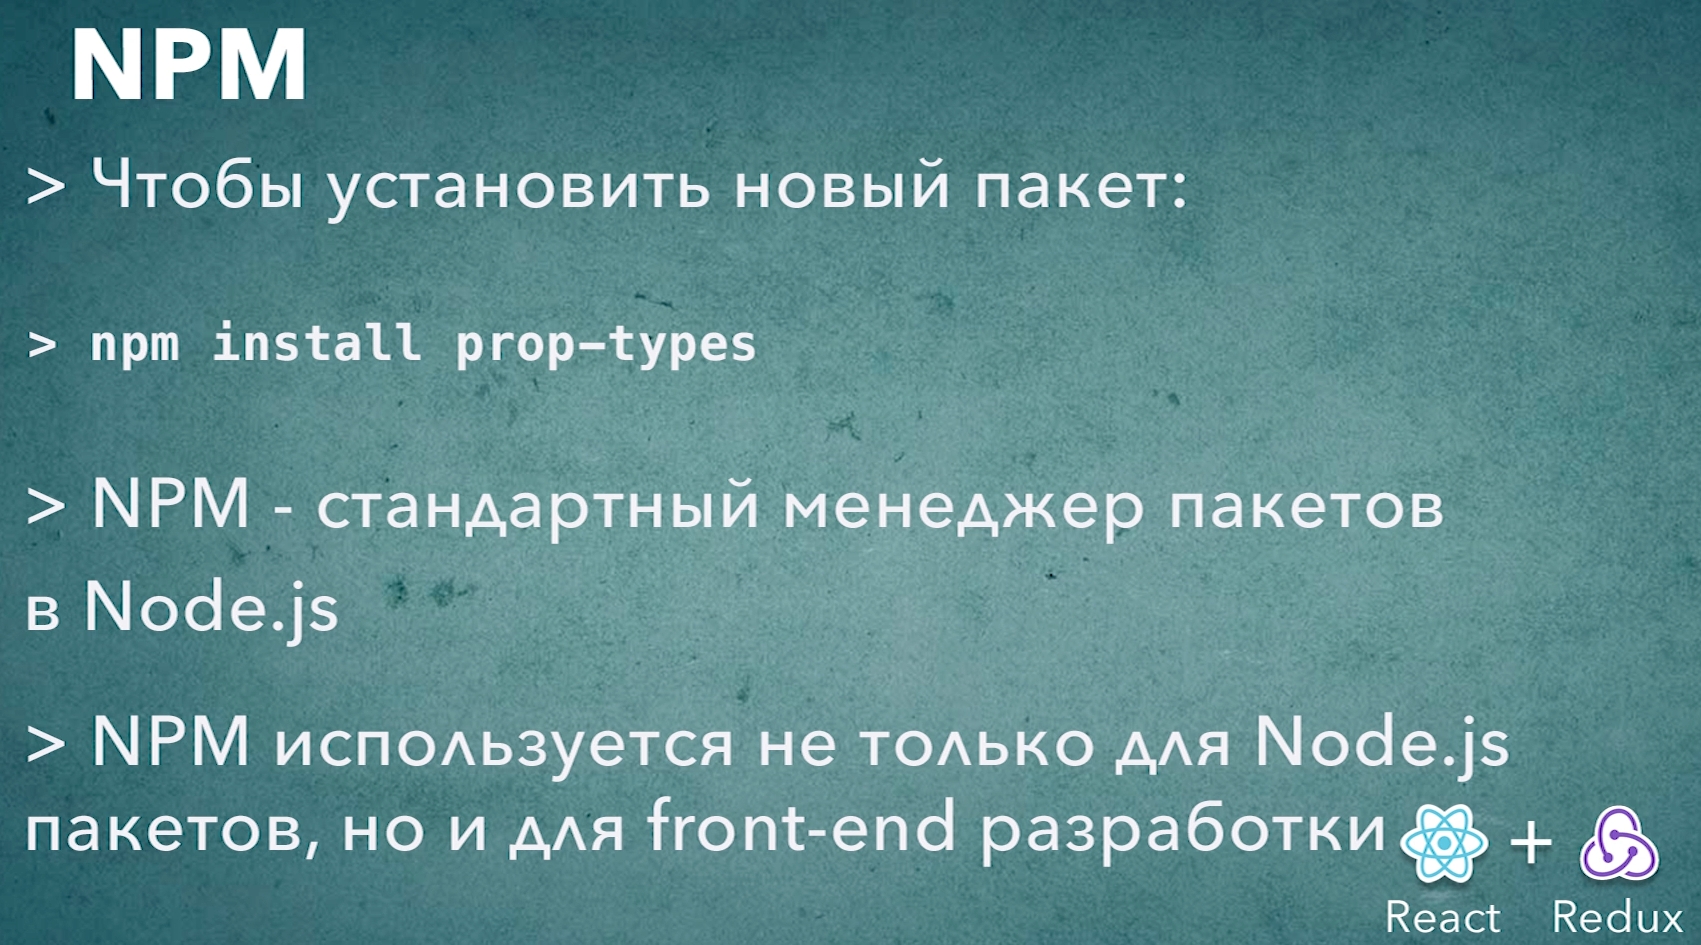 NPM
> Чтобы установить новый пакет:
> npm install prop-types
> NPM - стандартный менеджер пакетов
в Node.js
> NPM используется не только для Node.js
пакетов, но и для front-end разработки
+
React Redux